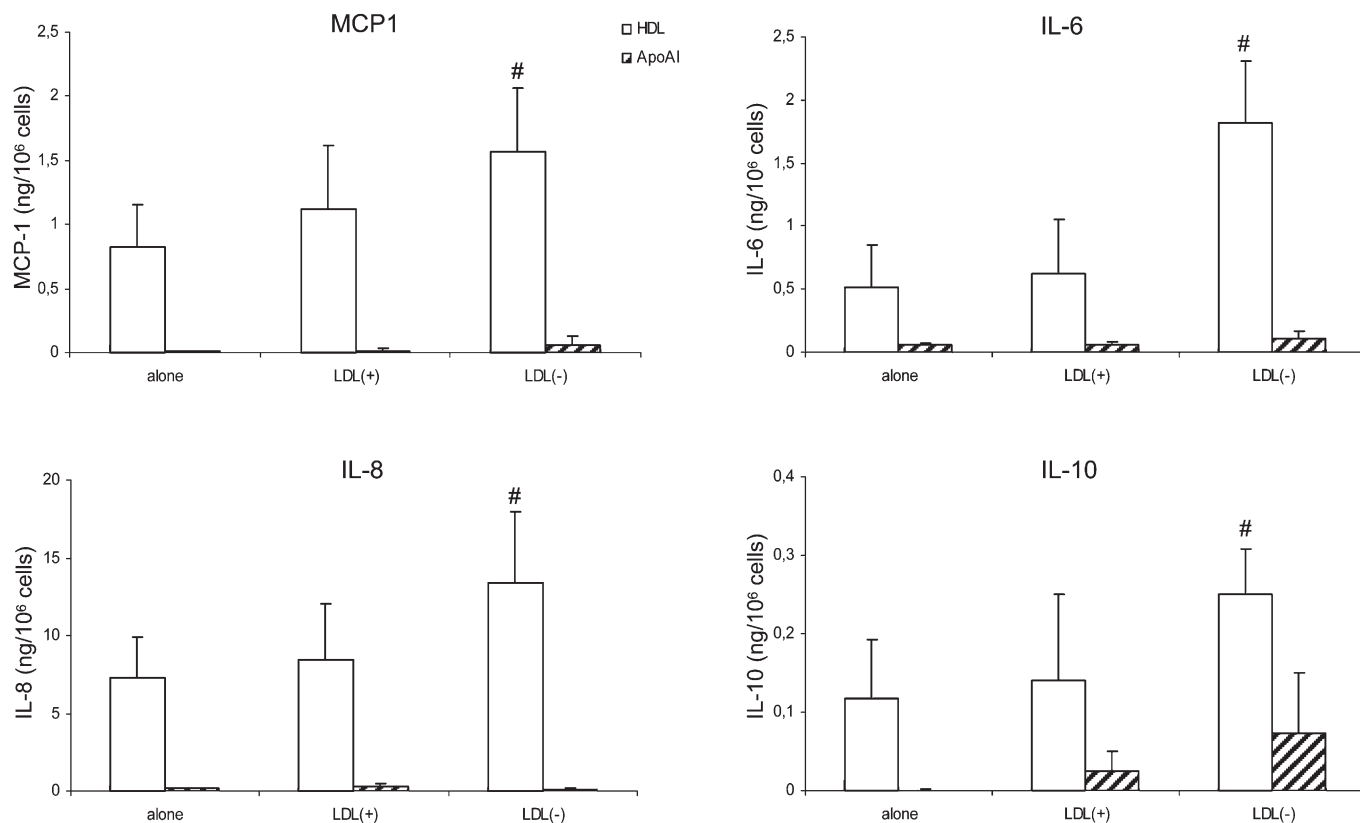 MCP1
HDL
ApoAI
MCP-1 (ng/10⁶ cells)
2,5
2
1,5
1
0,5
0
#
alone
LDL(+)
LDL(-)
IL-6
IL-6 (ng/10⁶ cells)
2,5
2
1,5
1
0,5
0
#
alone
LDL(+)
LDL(-)
IL-8
IL-8 (ng/10⁶ cells)
20
15
10
5
0
#
alone
LDL(+)
LDL(-)
IL-10
IL-10 (ng/10⁶ cells)
0,4
0,3
0,2
0,1
0
#
alone
LDL(+)
LDL(-)